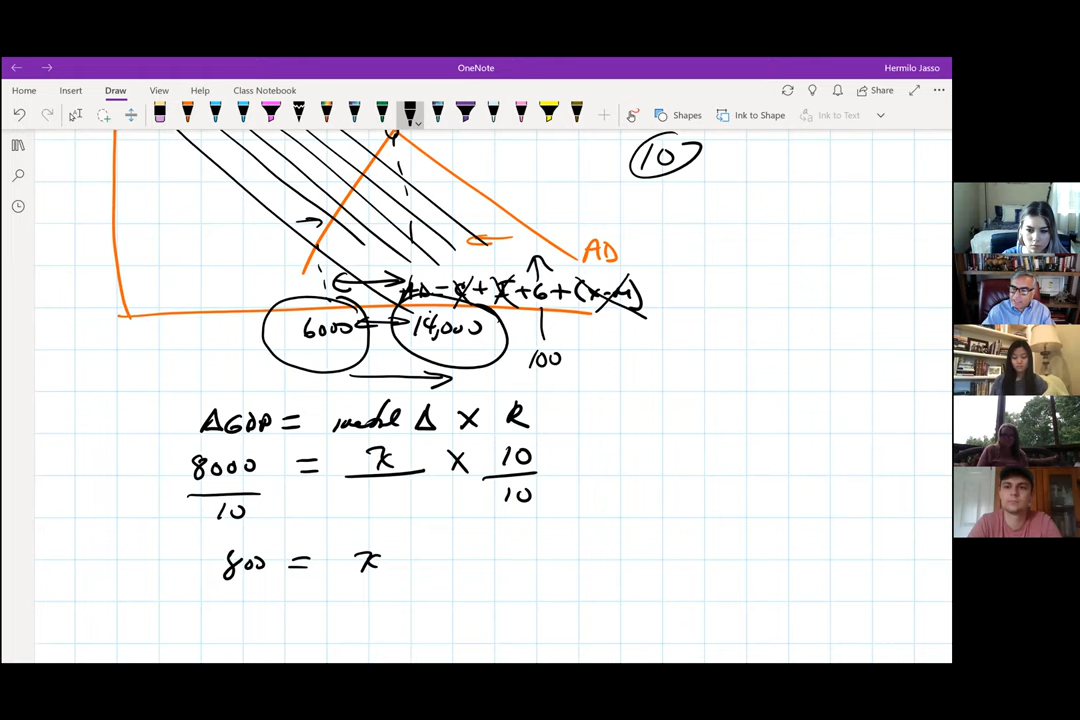 OneNote
Hermilo Jasso
Home Insert Draw View Help Class Notebook
Share
Shapes Ink to Shape Ink to Text
10
AD
AD = C + I + G + (X-M)
6000 14,000
100
ΔGDP = Δ X k
8000 = x X 10
10 10
800 = x